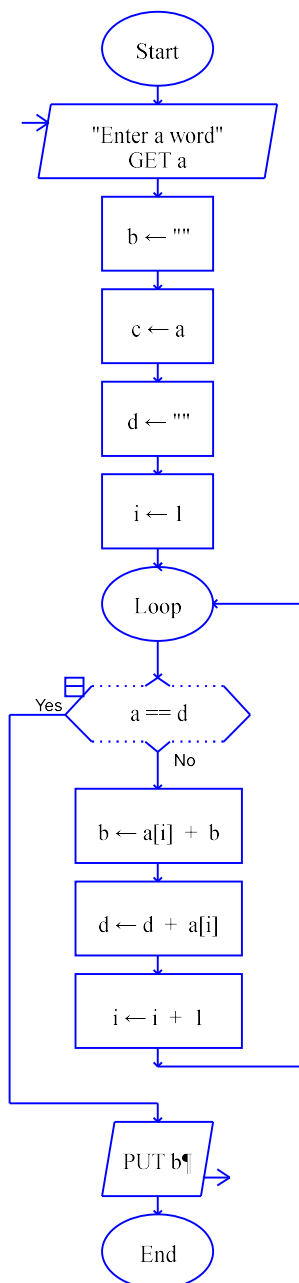 Start
"Enter a word"
GET a
b ← ""
c ← a
d ← ""
i ← 1
Loop
Yes
a == d
No
b ← a[i] + b
d ← d + a[i]
i ← i + 1
PUT b¶
End